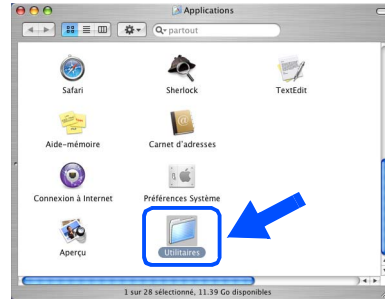 Applications
partout
Safari
Sherlock
TextEdit
Aide-mémoire
Carnet d'adresses
Connexion à Internet
Préférences Système
Aperçu
Utilitaires
1 sur 28 sélectionné, 11.39 Go disponibles